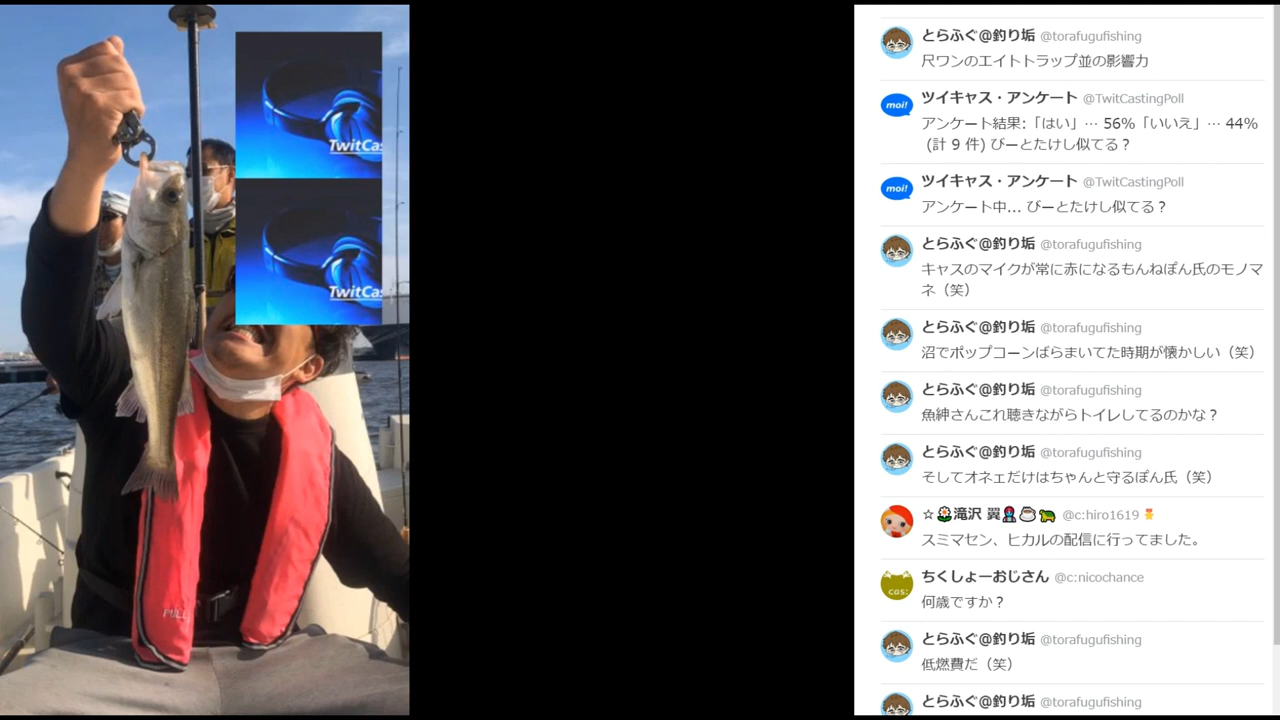 TwitCas
TwitCas
PULL
とらふぐ@釣り垢 @torafugufishing
尺ワンのエイトトラップ並の影響力
moi!
ツイキャス・アンケート @TwitCastingPoll
アンケート結果:「はい」… 56%「いいえ」… 44%
(計 9 件) びーとたけし似てる？
moi!
ツイキャス・アンケート @TwitCastingPoll
アンケート中... びーとたけし似てる？
とらふぐ@釣り垢 @torafugufishing
キャスのマイクが常に赤になるもんねぽん氏のモノマ
ネ（笑）
とらふぐ@釣り垢 @torafugufishing
沼でポップコーンばらまいてた時期が懐かしい（笑）
とらふぐ@釣り垢 @torafugufishing
魚紳さんこれ聴きながらトイレしてるのかな？
とらふぐ@釣り垢 @torafugufishing
そしてオネェだけはちゃんと守るぽん氏（笑）
☆滝沢 翼 @c:hiro1619
スミマセン、ヒカルの配信に行ってました。
cas:
ちくしょーおじさん @c:nicochance
何歳ですか？
とらふぐ@釣り垢 @torafugufishing
低燃費だ（笑）
とらふぐ@釣り垢 @torafugufishing